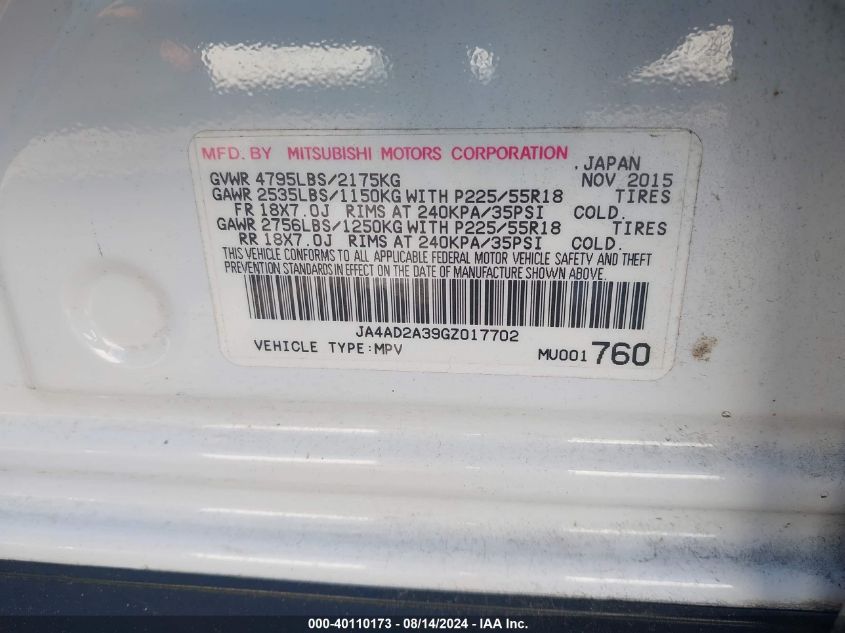 MFD. BY MITSUBISHI MOTORS CORPORATION .JAPAN
GVWR 4795LBS/2175KG NOV 2015
GAWR 2535LBS/1150KG WITH P225/55R18 TIRES
FR 18X7.0J RIMS AT 240KPA/35PSI COLD.
GAWR 2756LBS/1250KG WITH P225/55R18 TIRES
RR 18X7.0J RIMS AT 240KPA/35PSI COLD.
THIS VEHICLE CONFORMS TO ALL APPLICABLE FEDERAL MOTOR VEHICLE SAFETY AND THEFT
PREVENTION STANDARDS IN EFFECT ON THE DATE OF MANUFACTURE SHOWN ABOVE.
JA4AD2A39GZ017702
VEHICLE TYPE:MPV MU001 760
000-40110173 - 08/14/2024 - IAAI Inc.